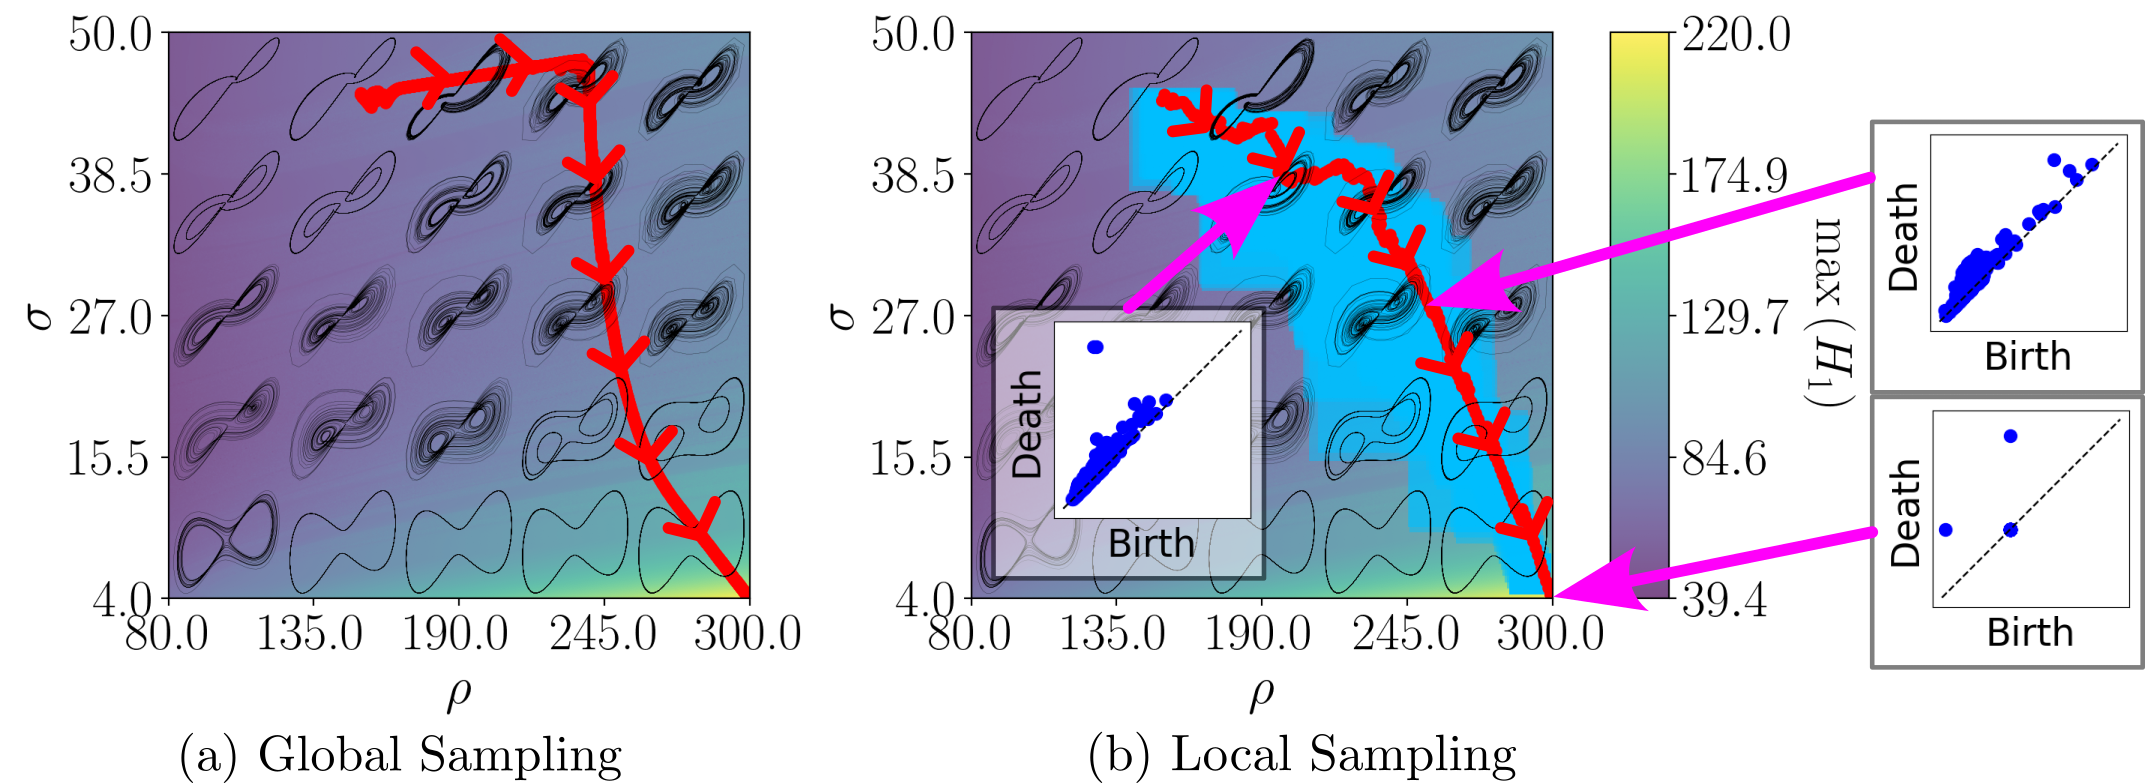 50.0
38.5
27.0
15.5
4.0
σ
80.0 135.0 190.0 245.0 300.0
ρ
(a) Global Sampling
50.0
38.5
27.0
15.5
4.0
σ
80.0 135.0 190.0 245.0 300.0
ρ
(b) Local Sampling
Death
Birth
220.0
174.9
129.7
84.6
39.4
max (H₁)
Death
Birth
Death
Birth